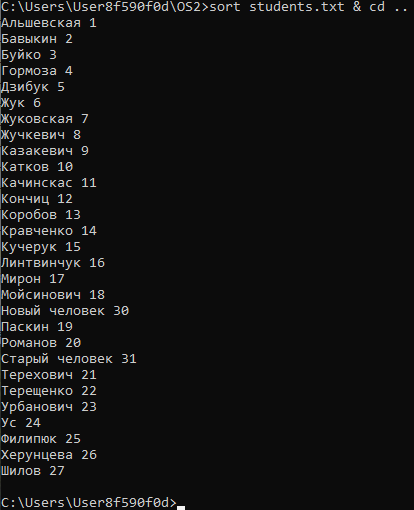 C:\Users\User8f590f0d\OS2>sort students.txt & cd ..
Альшевская 1
Бавыкин 2
Буйко 3
Гормоза 4
Дзибук 5
Жук 6
Жуковская 7
Жучкевич 8
Казакевич 9
Катков 10
Качинскас 11
Кончиц 12
Коробов 13
Кравченко 14
Кучерук 15
Линтвинчук 16
Мирон 17
Мойсинович 18
Новый человек 30
Паскин 19
Романов 20
Старый человек 31
Терехович 21
Терещенко 22
Урбанович 23
Ус 24
Филипюк 25
Херунцева 26
Шилов 27
C:\Users\User8f590f0d>